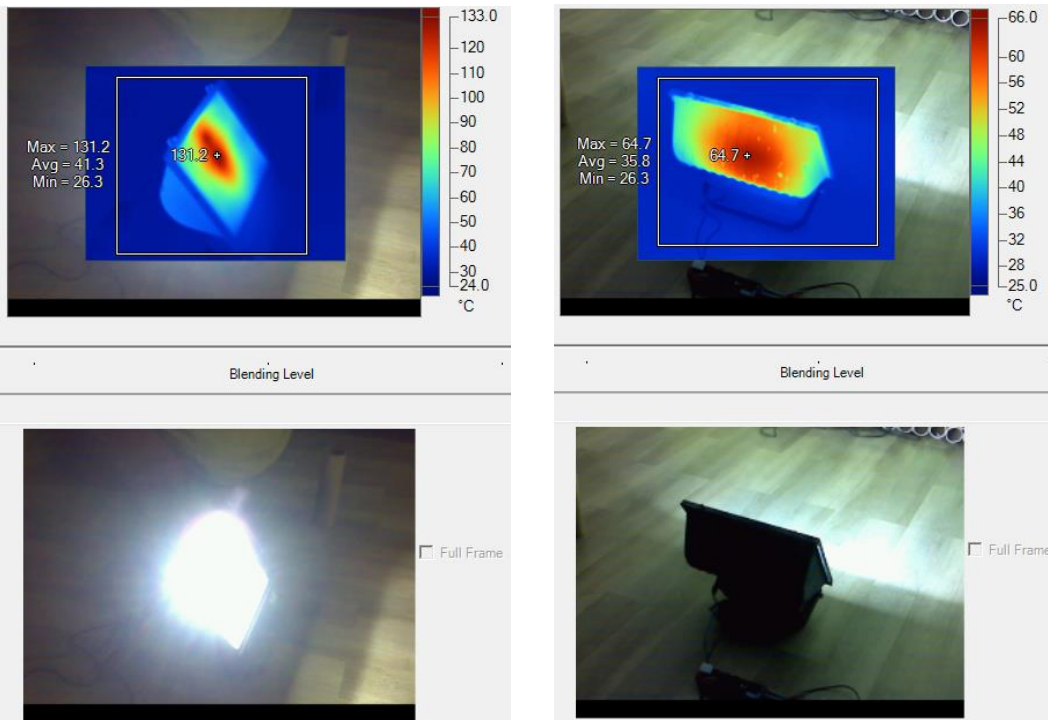 133.0
120
110
100
90
80
70
60
50
40
30
24.0
°C
Max = 131.2
Avg = 41.3
Min = 26.3
131.2
Blending Level
Full Frame
66.0
60
56
52
48
44
40
36
32
28
25.0
°C
Max = 64.7
Avg = 35.8
Min = 26.3
64.7
Blending Level
Full Frame